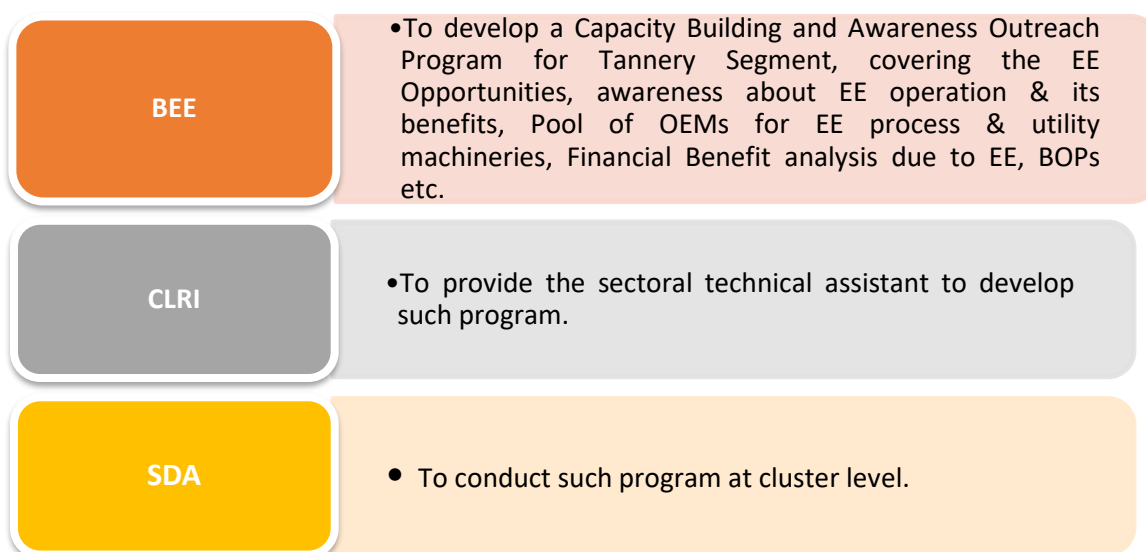 BEE
•To develop a Capacity Building and Awareness Outreach
Program for Tannery Segment, covering the EE
Opportunities, awareness about EE operation & its
benefits, Pool of OEMs for EE process & utility
machineries, Financial Benefit analysis due to EE, BOPs
etc.
CLRI
•To provide the sectoral technical assistant to develop
such program.
SDA
• To conduct such program at cluster level.